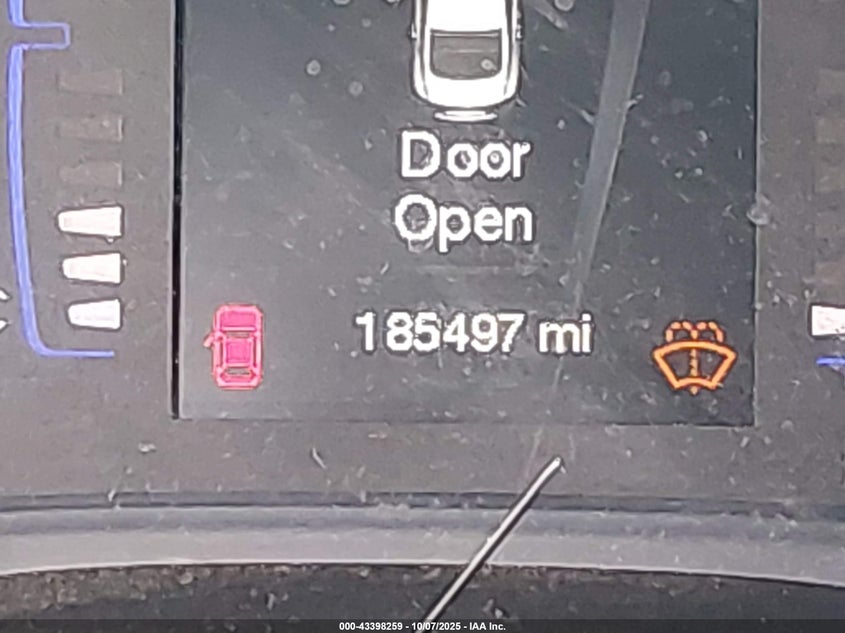 Door
Open
185497 mi
000-43398259 - 10/07/2025 - IAA Inc.